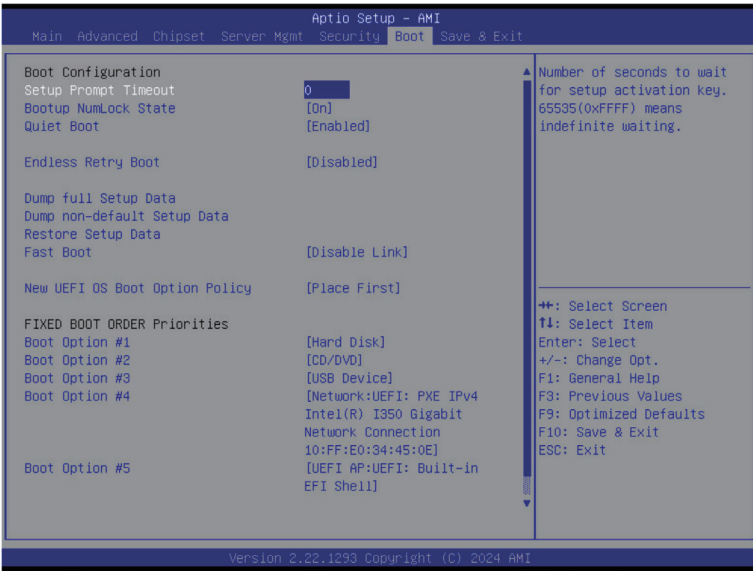 Aptio Setup – AMI
Main Advanced Chipset Server Mgmt Security Boot Save & Exit
Boot Configuration
Setup Prompt Timeout 0
Bootup NumLock State [On]
Quiet Boot [Enabled]
Endless Retry Boot [Disabled]
Dump full Setup Data
Dump non-default Setup Data
Restore Setup Data
Fast Boot [Disable Link]
New UEFI OS Boot Option Policy [Place First]
FIXED BOOT ORDER Priorities
Boot Option #1 [Hard Disk]
Boot Option #2 [CD/DVD]
Boot Option #3 [USB Device]
Boot Option #4 [Network:UEFI: PXE IPv4
Intel(R) I350 Gigabit
Network Connection
10:FF:E0:34:45:0E]
Boot Option #5 [UEFI AP:UEFI: Built-in
EFI Shell]
Number of seconds to wait
for setup activation key.
65535(0xFFFF) means
indefinite waiting.
→←: Select Screen
↑↓: Select Item
Enter: Select
+/-: Change Opt.
F1: General Help
F3: Previous Values
F9: Optimized Defaults
F10: Save & Exit
ESC: Exit
Version 2.22.1293 Copyright (C) 2024 AMI